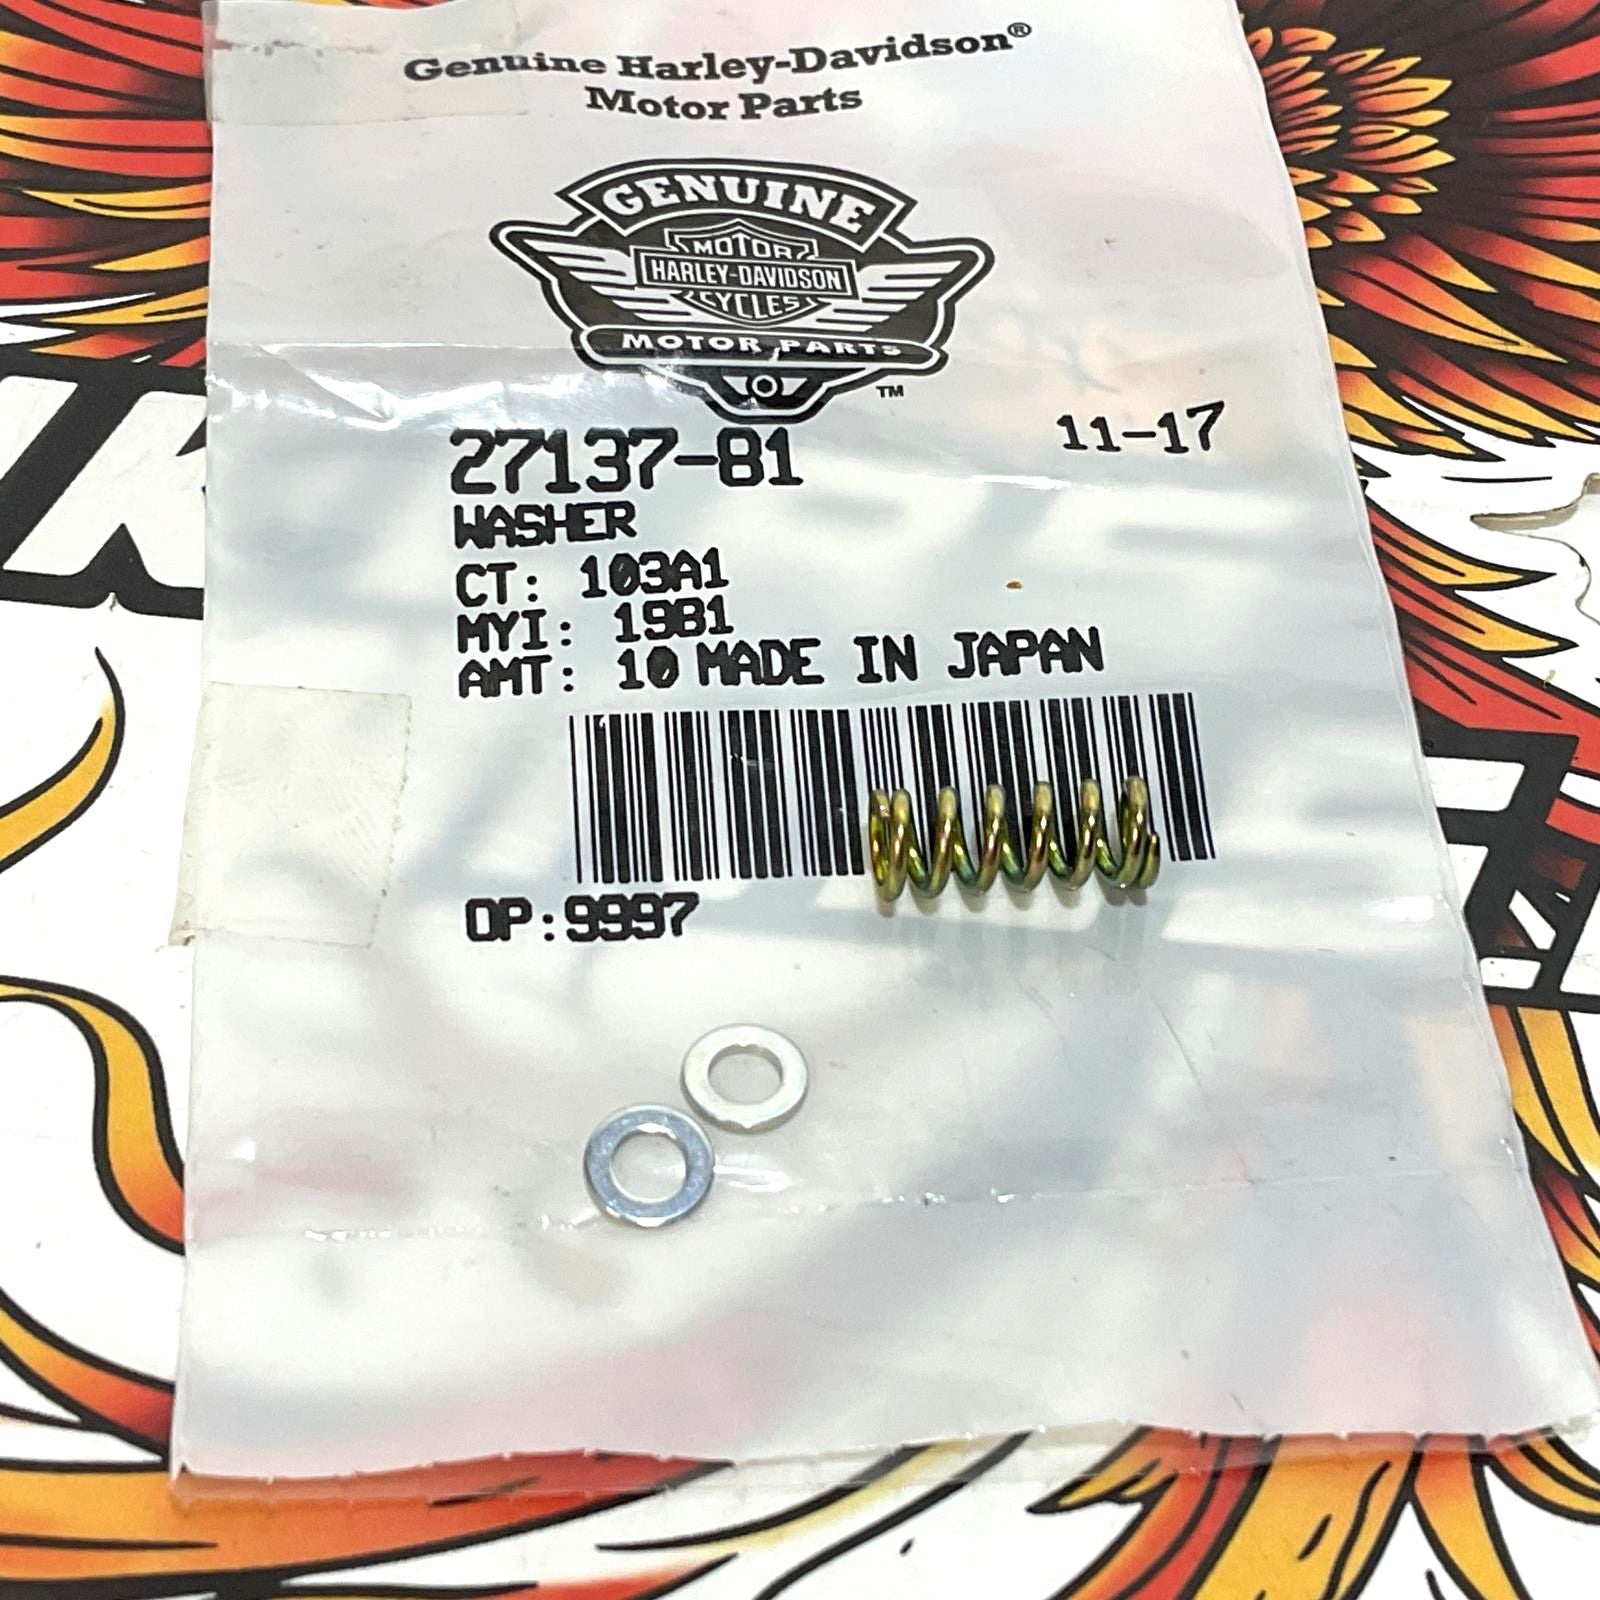 Genuine Harley-Davidson®
Motor Parts
GENUINE
MOTOR
HARLEY-DAVIDSON
CYCLES
MOTOR PARTS
™
27137-81
11-17
WASHER
CT: 103A1
MYI: 1981
AMT: 10 MADE IN JAPAN
OP:9997